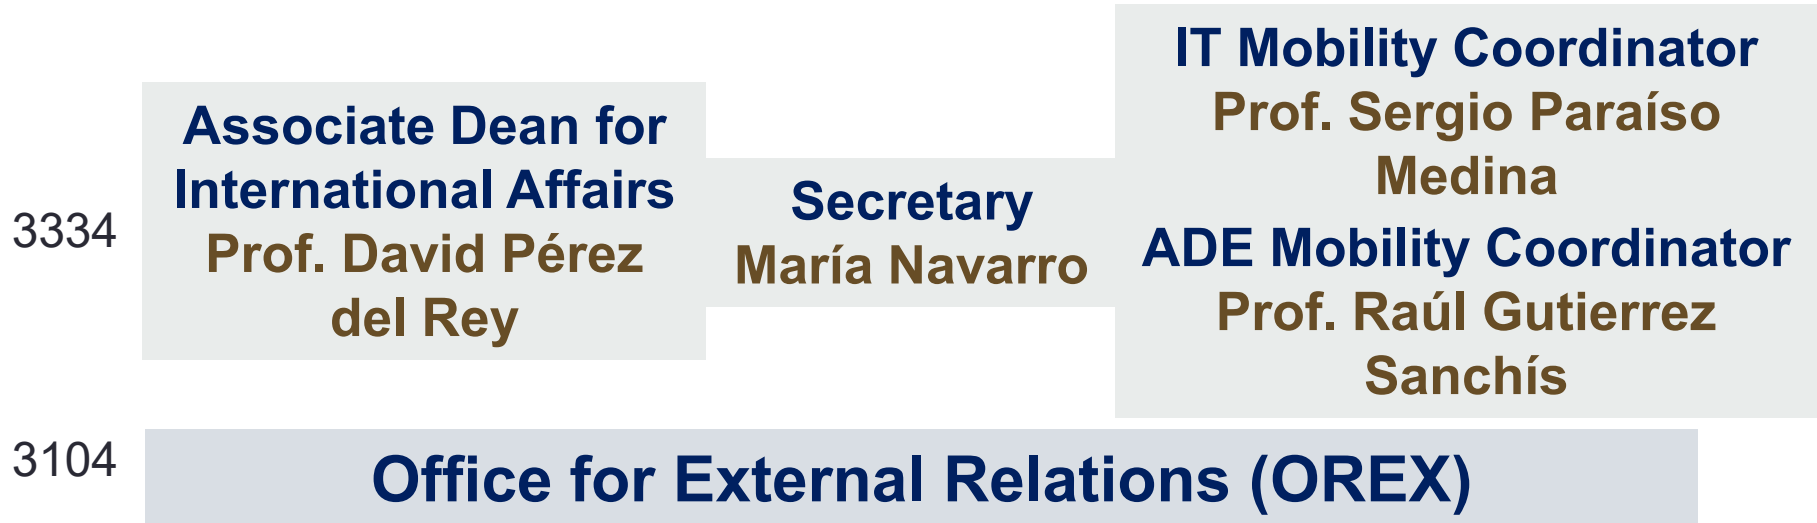 3334
Associate Dean for
International Affairs
Prof. David Pérez
del Rey
Secretary
María Navarro
IT Mobility Coordinator
Prof. Sergio Paraíso
Medina
ADE Mobility Coordinator
Prof. Raúl Gutierrez
Sanchís
3104
Office for External Relations (OREX)